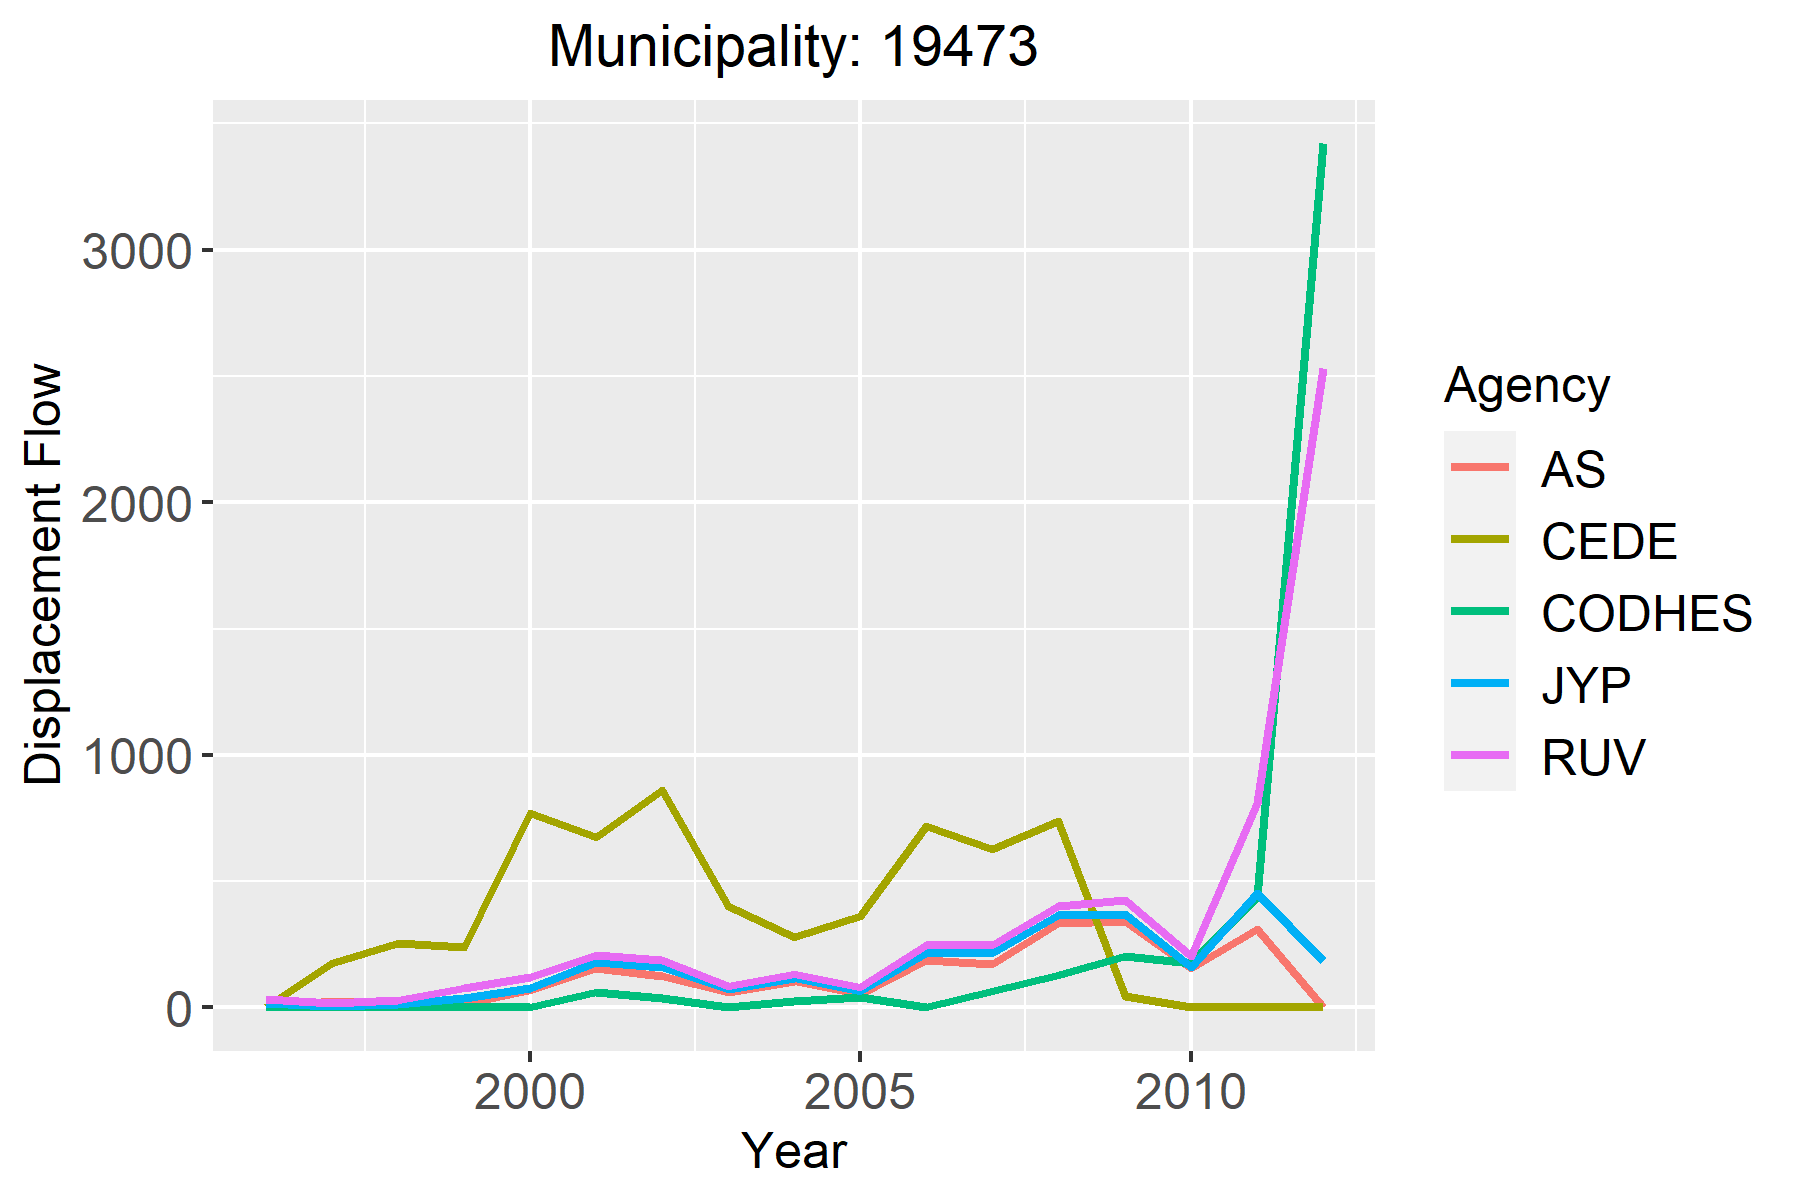 Municipality: 19473
Displacement Flow
3000
2000
1000
0
2000
2005
2010
Year
Agency
AS
CEDE
CODHES
JYP
RUV